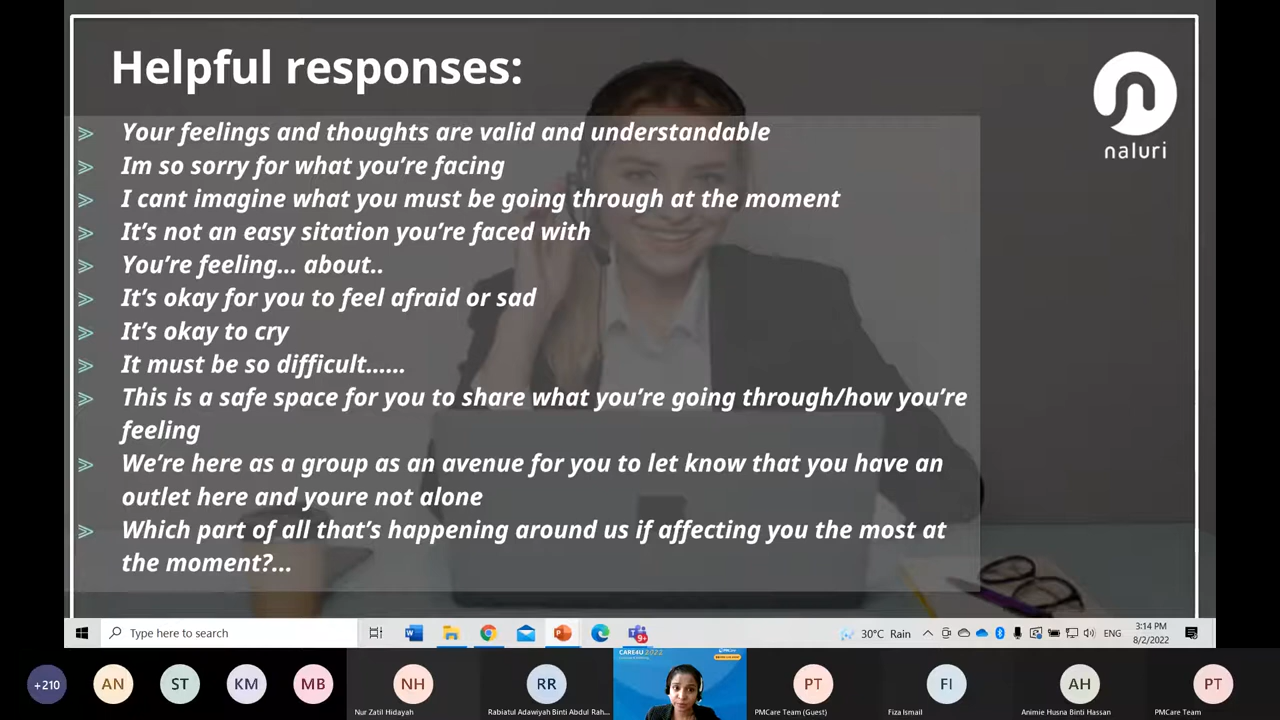 Helpful responses:
naluri
Your feelings and thoughts are valid and understandable
Im so sorry for what you’re facing
I cant imagine what you must be going through at the moment
It’s not an easy sitation you’re faced with
You’re feeling... about..
It’s okay for you to feel afraid or sad
It’s okay to cry
It must be so difficult......
This is a safe space for you to share what you’re going through/how you’re
feeling
We’re here as a group as an avenue for you to let know that you have an
outlet here and youre not alone
Which part of all that’s happening around us if affecting you the most at
the moment?...
Type here to search
9+
30°C Rain
ENG
3:14 PM
8/2/2022
+210
AN
ST
KM
MB
NH
RR
CARE4U 2022
PT
FI
AH
PT
Nur Zatil Hidayah
Rabiatul Adawiyah Binti Abdul Rah...
PMCare Team (Guest)
Fiza Ismail
Animie Husna Binti Hassan
PMCare Team